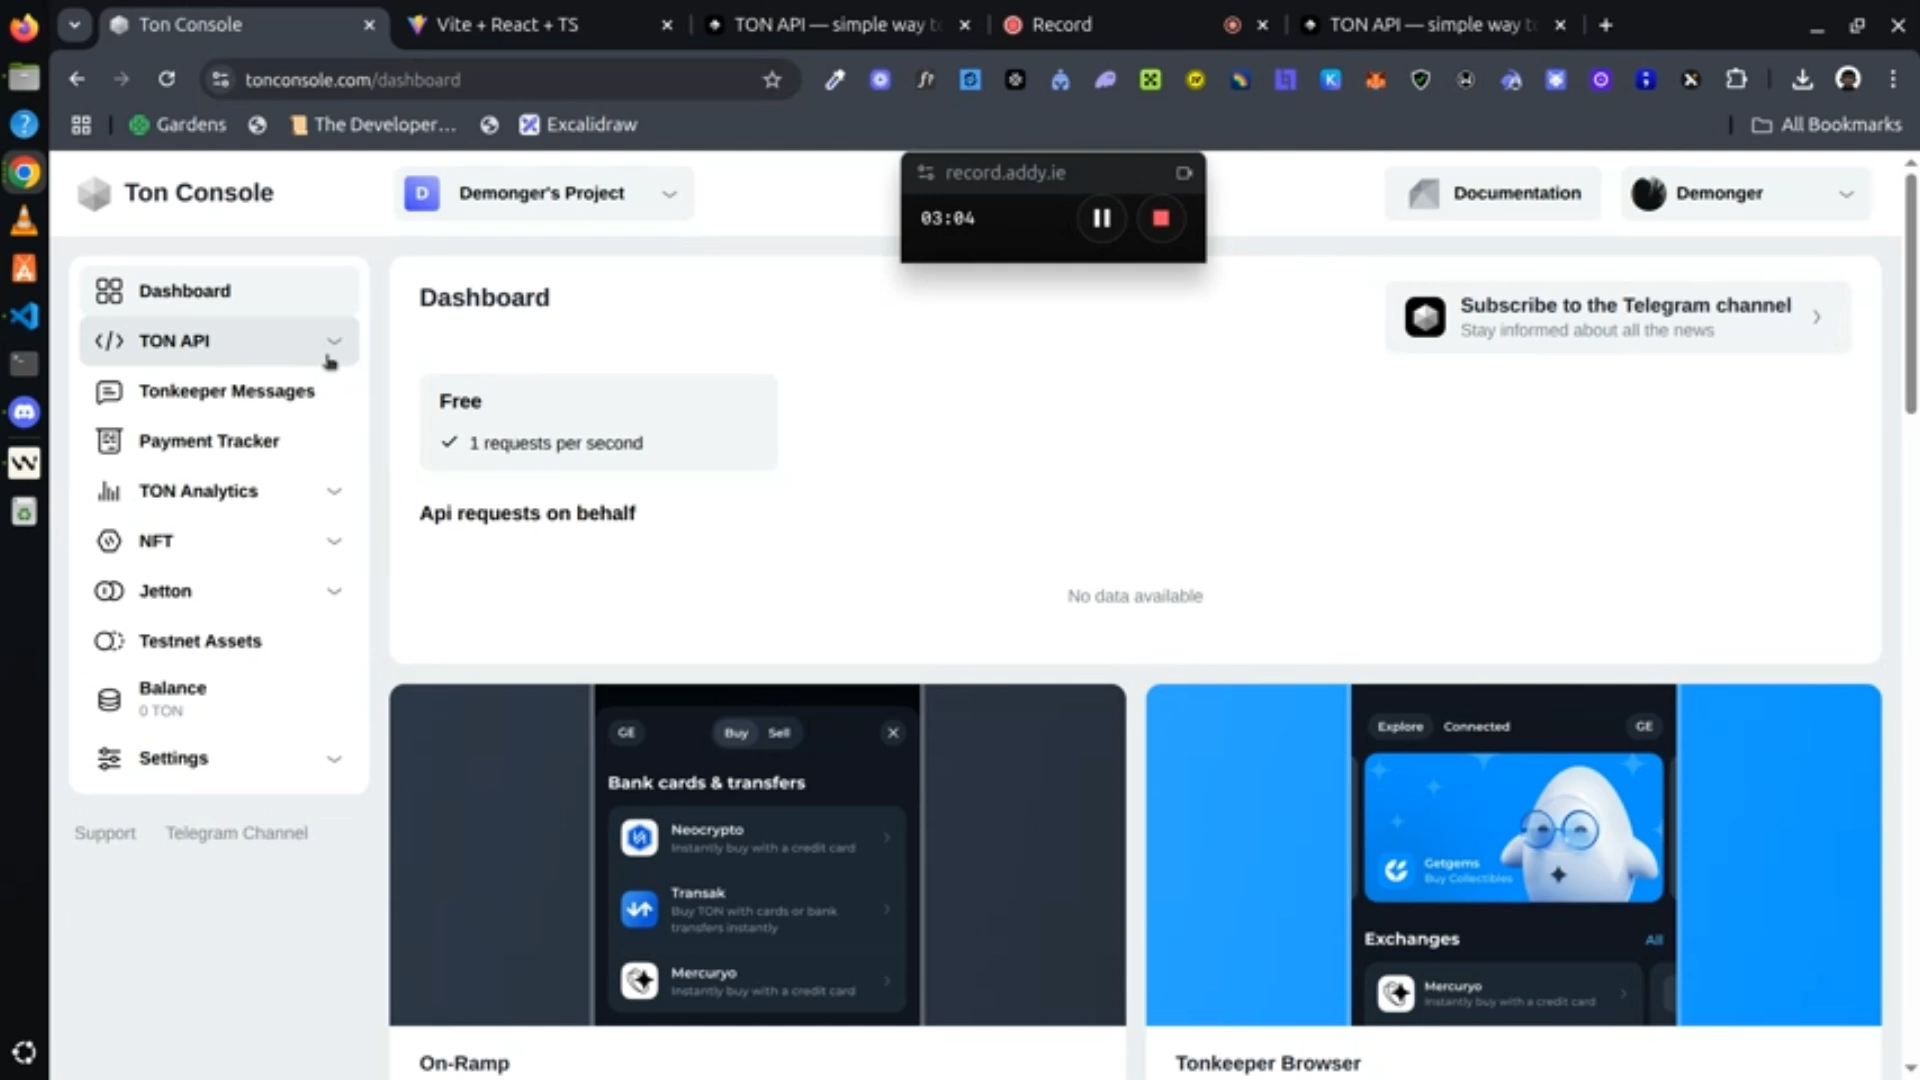 Ton Console
Vite + React + TS
TON API — simple way to
Record
TON API — simple way to
tonconsole.com/dashboard
Gardens
The Developer...
Excalidraw
All Bookmarks
Ton Console
D
Demonger's Project
record.addy.ie
03:04
Documentation
Demonger
Dashboard
TON API
Tonkeeper Messages
Payment Tracker
TON Analytics
NFT
Jetton
Testnet Assets
Balance
0 TON
Settings
Support
Telegram Channel
Dashboard
Subscribe to the Telegram channel
Stay informed about all the news
Free
1 requests per second
Api requests on behalf
No data available
GE
Buy
Sell
Bank cards & transfers
Neocrypto
Instantly buy with a credit card
Transak
Buy TON with cards or bank
transfers instantly
Mercuryo
Instantly buy with a credit card
On-Ramp
Explore
Connected
GE
Getgems
Buy Collectibles
Exchanges
All
Mercuryo
Instantly buy with a credit card
Tonkeeper Browser